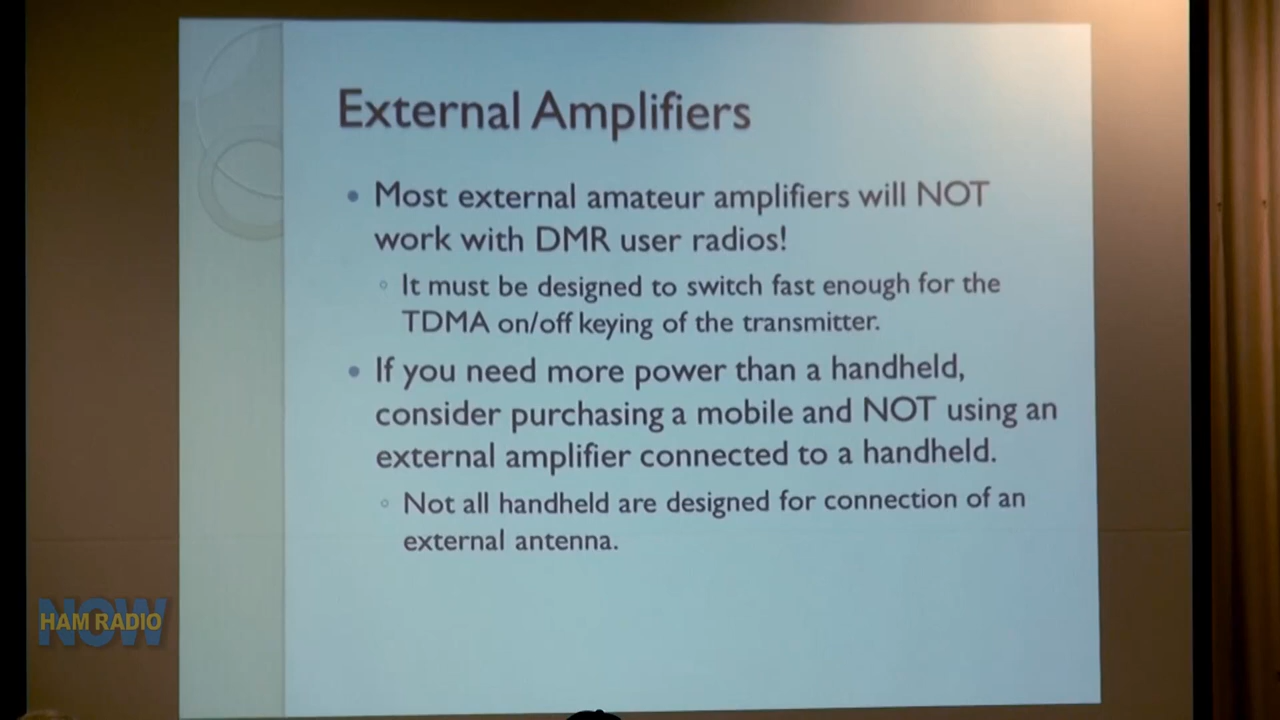 External Amplifiers
• Most external amateur amplifiers will NOT
work with DMR user radios!
◦ It must be designed to switch fast enough for the
TDMA on/off keying of the transmitter.
• If you need more power than a handheld,
consider purchasing a mobile and NOT using an
external amplifier connected to a handheld.
◦ Not all handheld are designed for connection of an
external antenna.
NOW
HAM RADIO